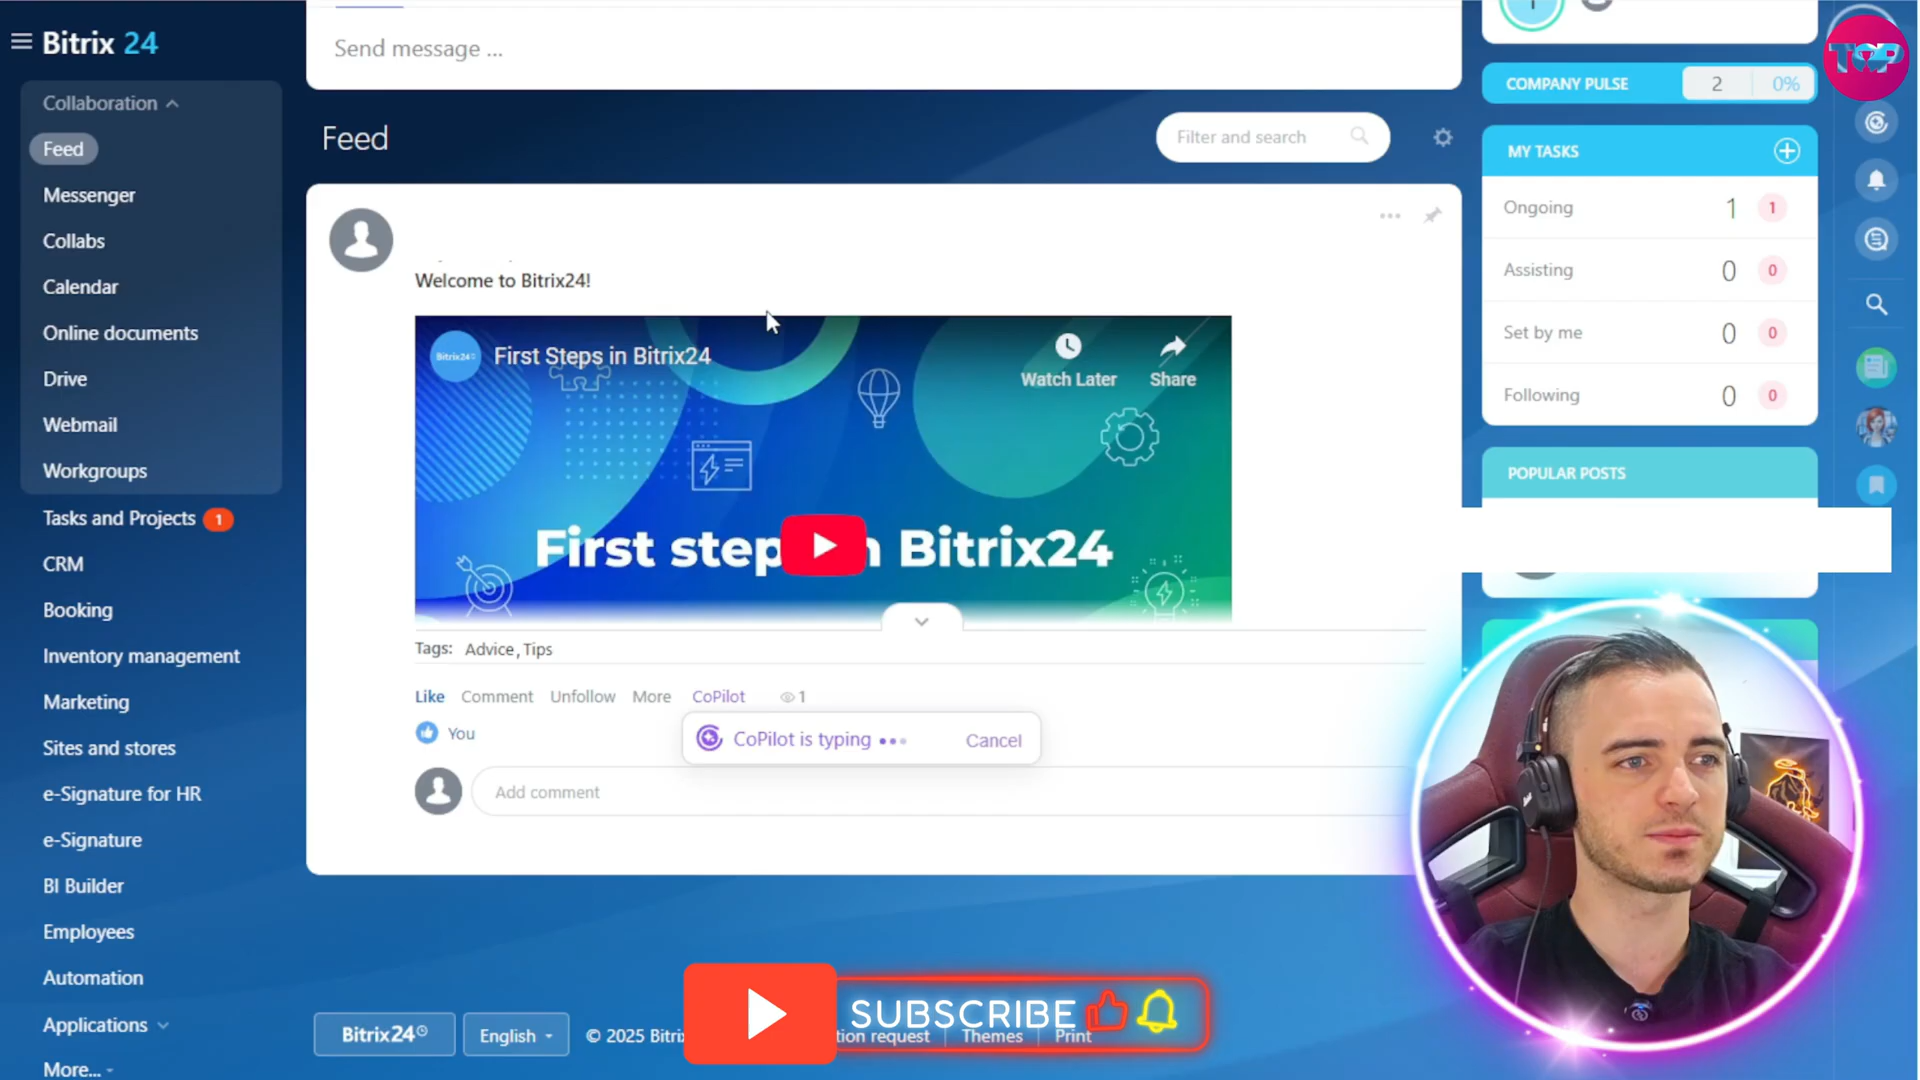 Bitrix 24
Collaboration
Feed
Messenger
Collabs
Calendar
Online documents
Drive
Webmail
Workgroups
Tasks and Projects 1
CRM
Booking
Inventory management
Marketing
Sites and stores
e-Signature for HR
e-Signature
BI Builder
Employees
Automation
Applications
More...
Send message ...
Feed
Filter and search
Welcome to Bitrix24!
Bitrix24
First Steps in Bitrix24
Watch Later
Share
First step n Bitrix24
Tags: Advice, Tips
Like Comment Unfollow More CoPilot 1
You
CoPilot is typing
Cancel
Add comment
Bitrix24
English
© 2025 Bitrix
tion request
Themes
Print
SUBSCRIBE
COMPANY PULSE 2 0%
MY TASKS
Ongoing 1 1
Assisting 0 0
Set by me 0 0
Following 0 0
POPULAR POSTS
TOP